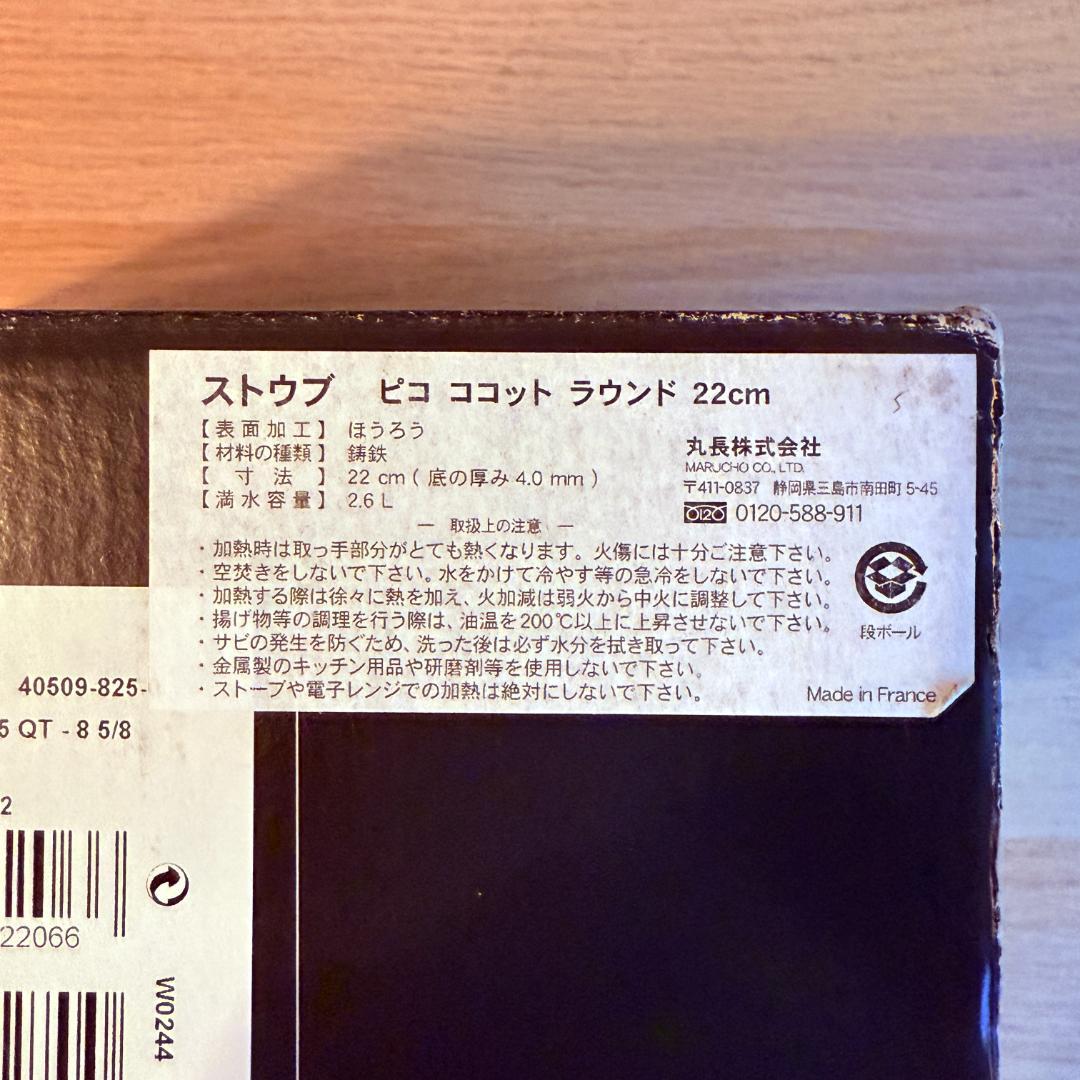 ストウブ ピコ ココット ラウンド 22cm
【表面加工】 ほうろう
【材料の種類】 鋳鉄
【寸法】 22 cm ( 底の厚み 4.0 mm )
【満水容量】 2.6 L
丸長株式会社
MARUCHO CO., LTD.
〒411-0837 静岡県三島市南田町 5-45
0120 0120-588-911
― 取扱上の注意 ―
・加熱時は取っ手部分がとても熱くなります。火傷には十分ご注意下さい。
・空焚きをしないで下さい。水をかけて冷やす等の急冷をしないで下さい。
・加熱する際は徐々に熱を加え、火加減は弱火から中火に調整して下さい。
・揚げ物等の調理を行う際は、油温を200℃以上に上昇させないで下さい。
・サビの発生を防ぐため、洗った後は必ず水分を拭き取って下さい。
・金属製のキッチン用品や研磨剤等を使用しないで下さい。
・ストーブや電子レンジでの加熱は絶対にしないで下さい。
段ボール
Made in France
40509-825-
5 QT - 8 5/8
2
22066
W0244